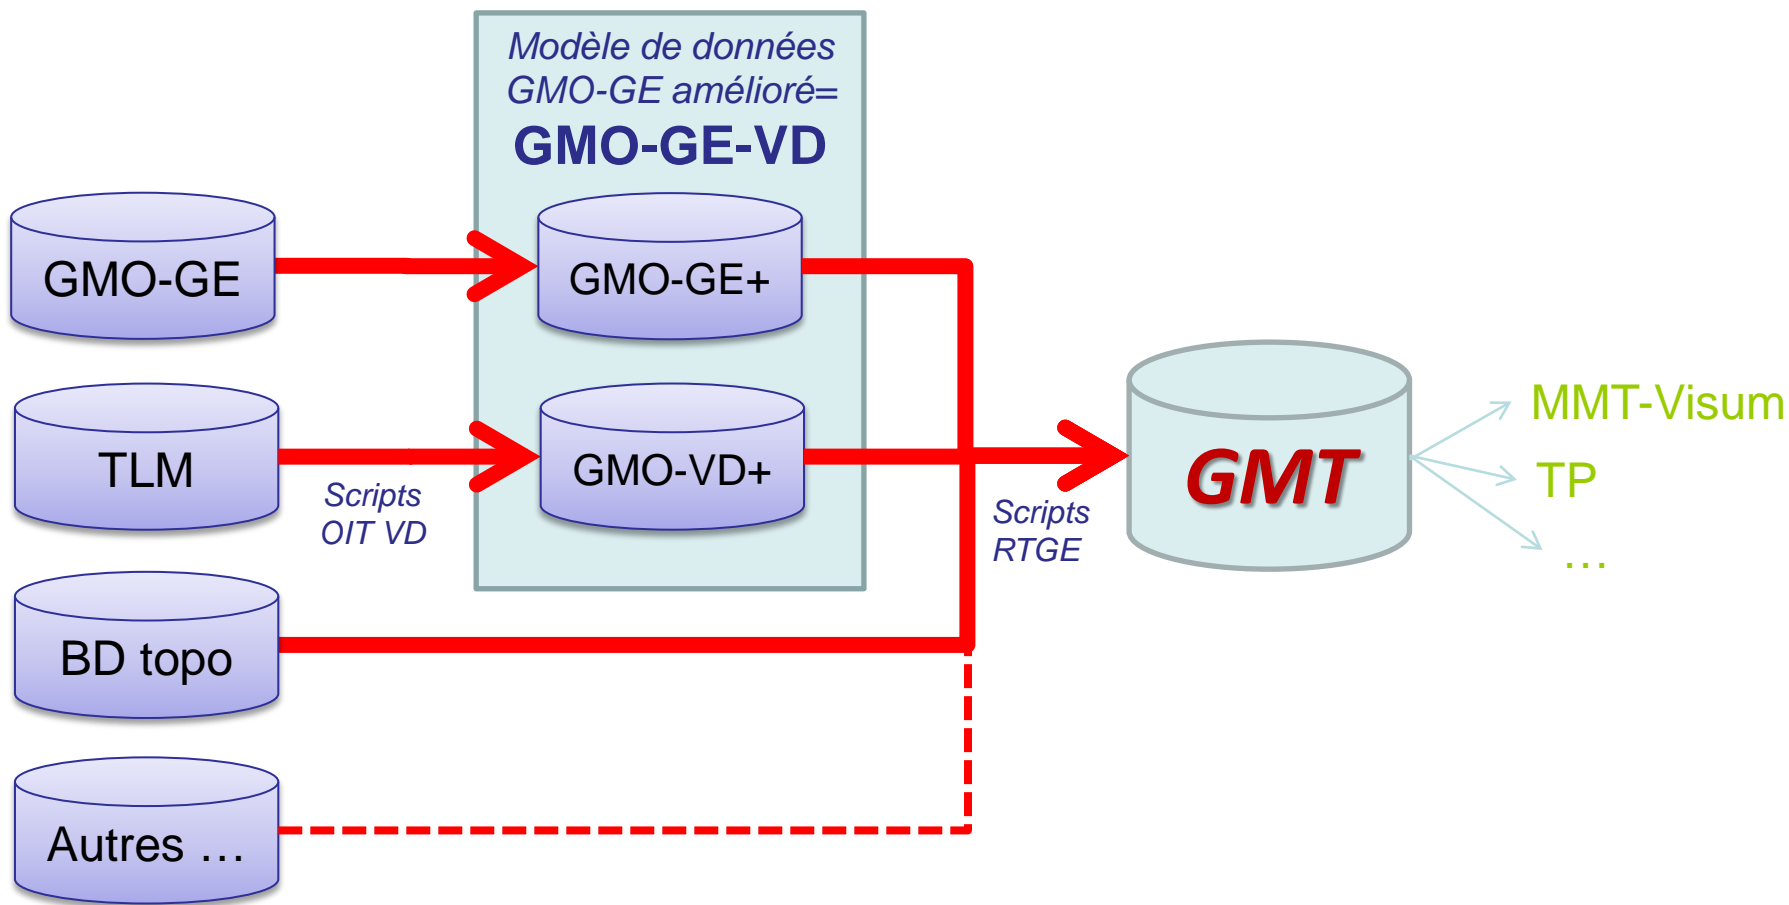 Modèle de données
GMO-GE amélioré=
GMO-GE-VD
GMO-GE
GMO-GE+
TLM
Scripts
OIT VD
GMO-VD+
Scripts
RTGE
GMT
MMT-Visum
TP
...
BD topo
Autres ...